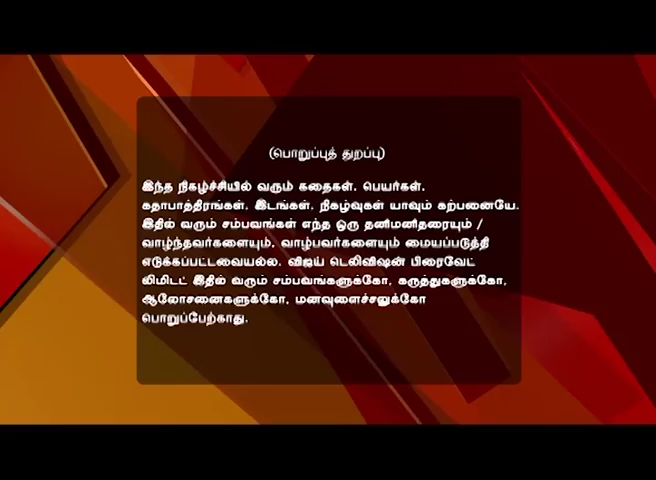 (பொறுப்புத் துறப்பு)
இந்த நிகழ்ச்சியில் வரும் கதைகள், பெயர்கள்,
கதாபாத்திரங்கள், இடங்கள், நிகழ்வுகள் யாவும் கற்பனையே.
இதில் வரும் சம்பவங்கள் எந்த ஒரு தனிமனிதரையும் /
வாழ்ந்தவர்களையும், வாழ்பவர்களையும் மையப்படுத்தி
எடுக்கப்பட்டவையல்ல. விஜய் டெலிவிஷன் பிரைவேட்
லிமிடட் இதில் வரும் சம்பவங்களுக்கோ, கருத்துகளுக்கோ,
ஆலோசனைகளுக்கோ, மனவுளைச்சலுக்கோ
பொறுப்பேற்காது.